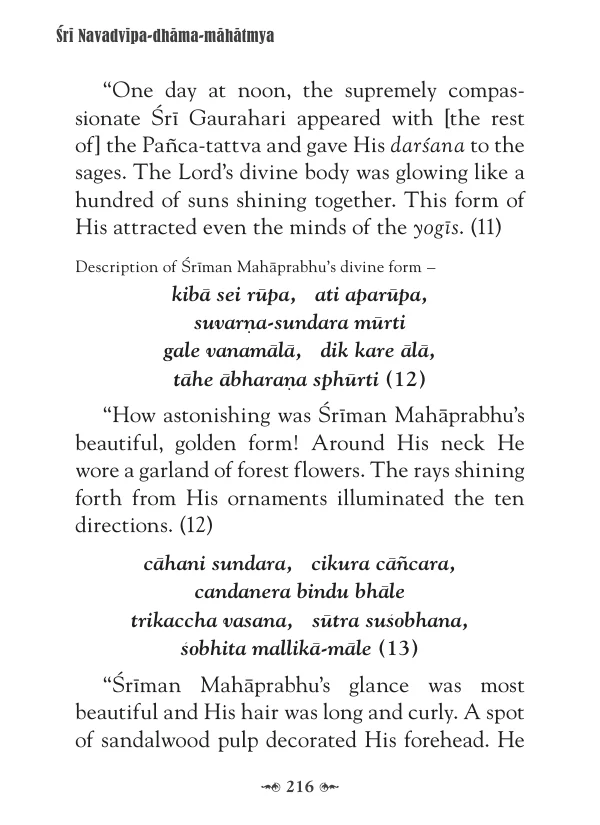 Śrī Navadvīpa-dhāma-māhātmya
“One day at noon, the supremely compas-
sionate Śrī Gaurahari appeared with [the rest
of] the Pañca-tattva and gave His darśana to the
sages. The Lord’s divine body was glowing like a
hundred of suns shining together. This form of
His attracted even the minds of the yogīs. (11)
Description of Śrīman Mahāprabhu’s divine form –
kibā sei rūpa, ati aparūpa,
suvarṇa-sundara mūrti
gale vanamālā, dik kare ālā,
tāhe ābharaṇa sphūrti (12)
“How astonishing was Śrīman Mahāprabhu’s
beautiful, golden form! Around His neck He
wore a garland of forest flowers. The rays shining
forth from His ornaments illuminated the ten
directions. (12)
cāhani sundara, cikura cāñcara,
candanera bindu bhāle
trikaccha vasana, sūtra suśobhana,
śobhita mallikā-māle (13)
“Śrīman Mahāprabhu’s glance was most
beautiful and His hair was long and curly. A spot
of sandalwood pulp decorated His forehead. He
216